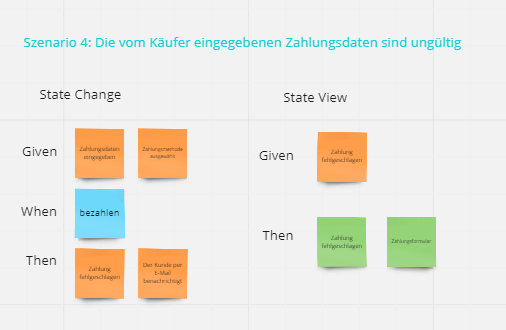 Szenario 4: Die vom Käufer eingegebenen Zahlungsdaten sind ungültig
State Change
Given
Zahlungsdaten
eingegeben
Zahlungsmethode
ausgewählt
When
bezahlen
Then
Zahlung
fehlgeschlagen
Der Kunde per
E-Mail
benachrichtigt
State View
Given
Zahlung
fehlgeschlagen
Then
Zahlung
fehlgeschlagen
Zahlungsformular